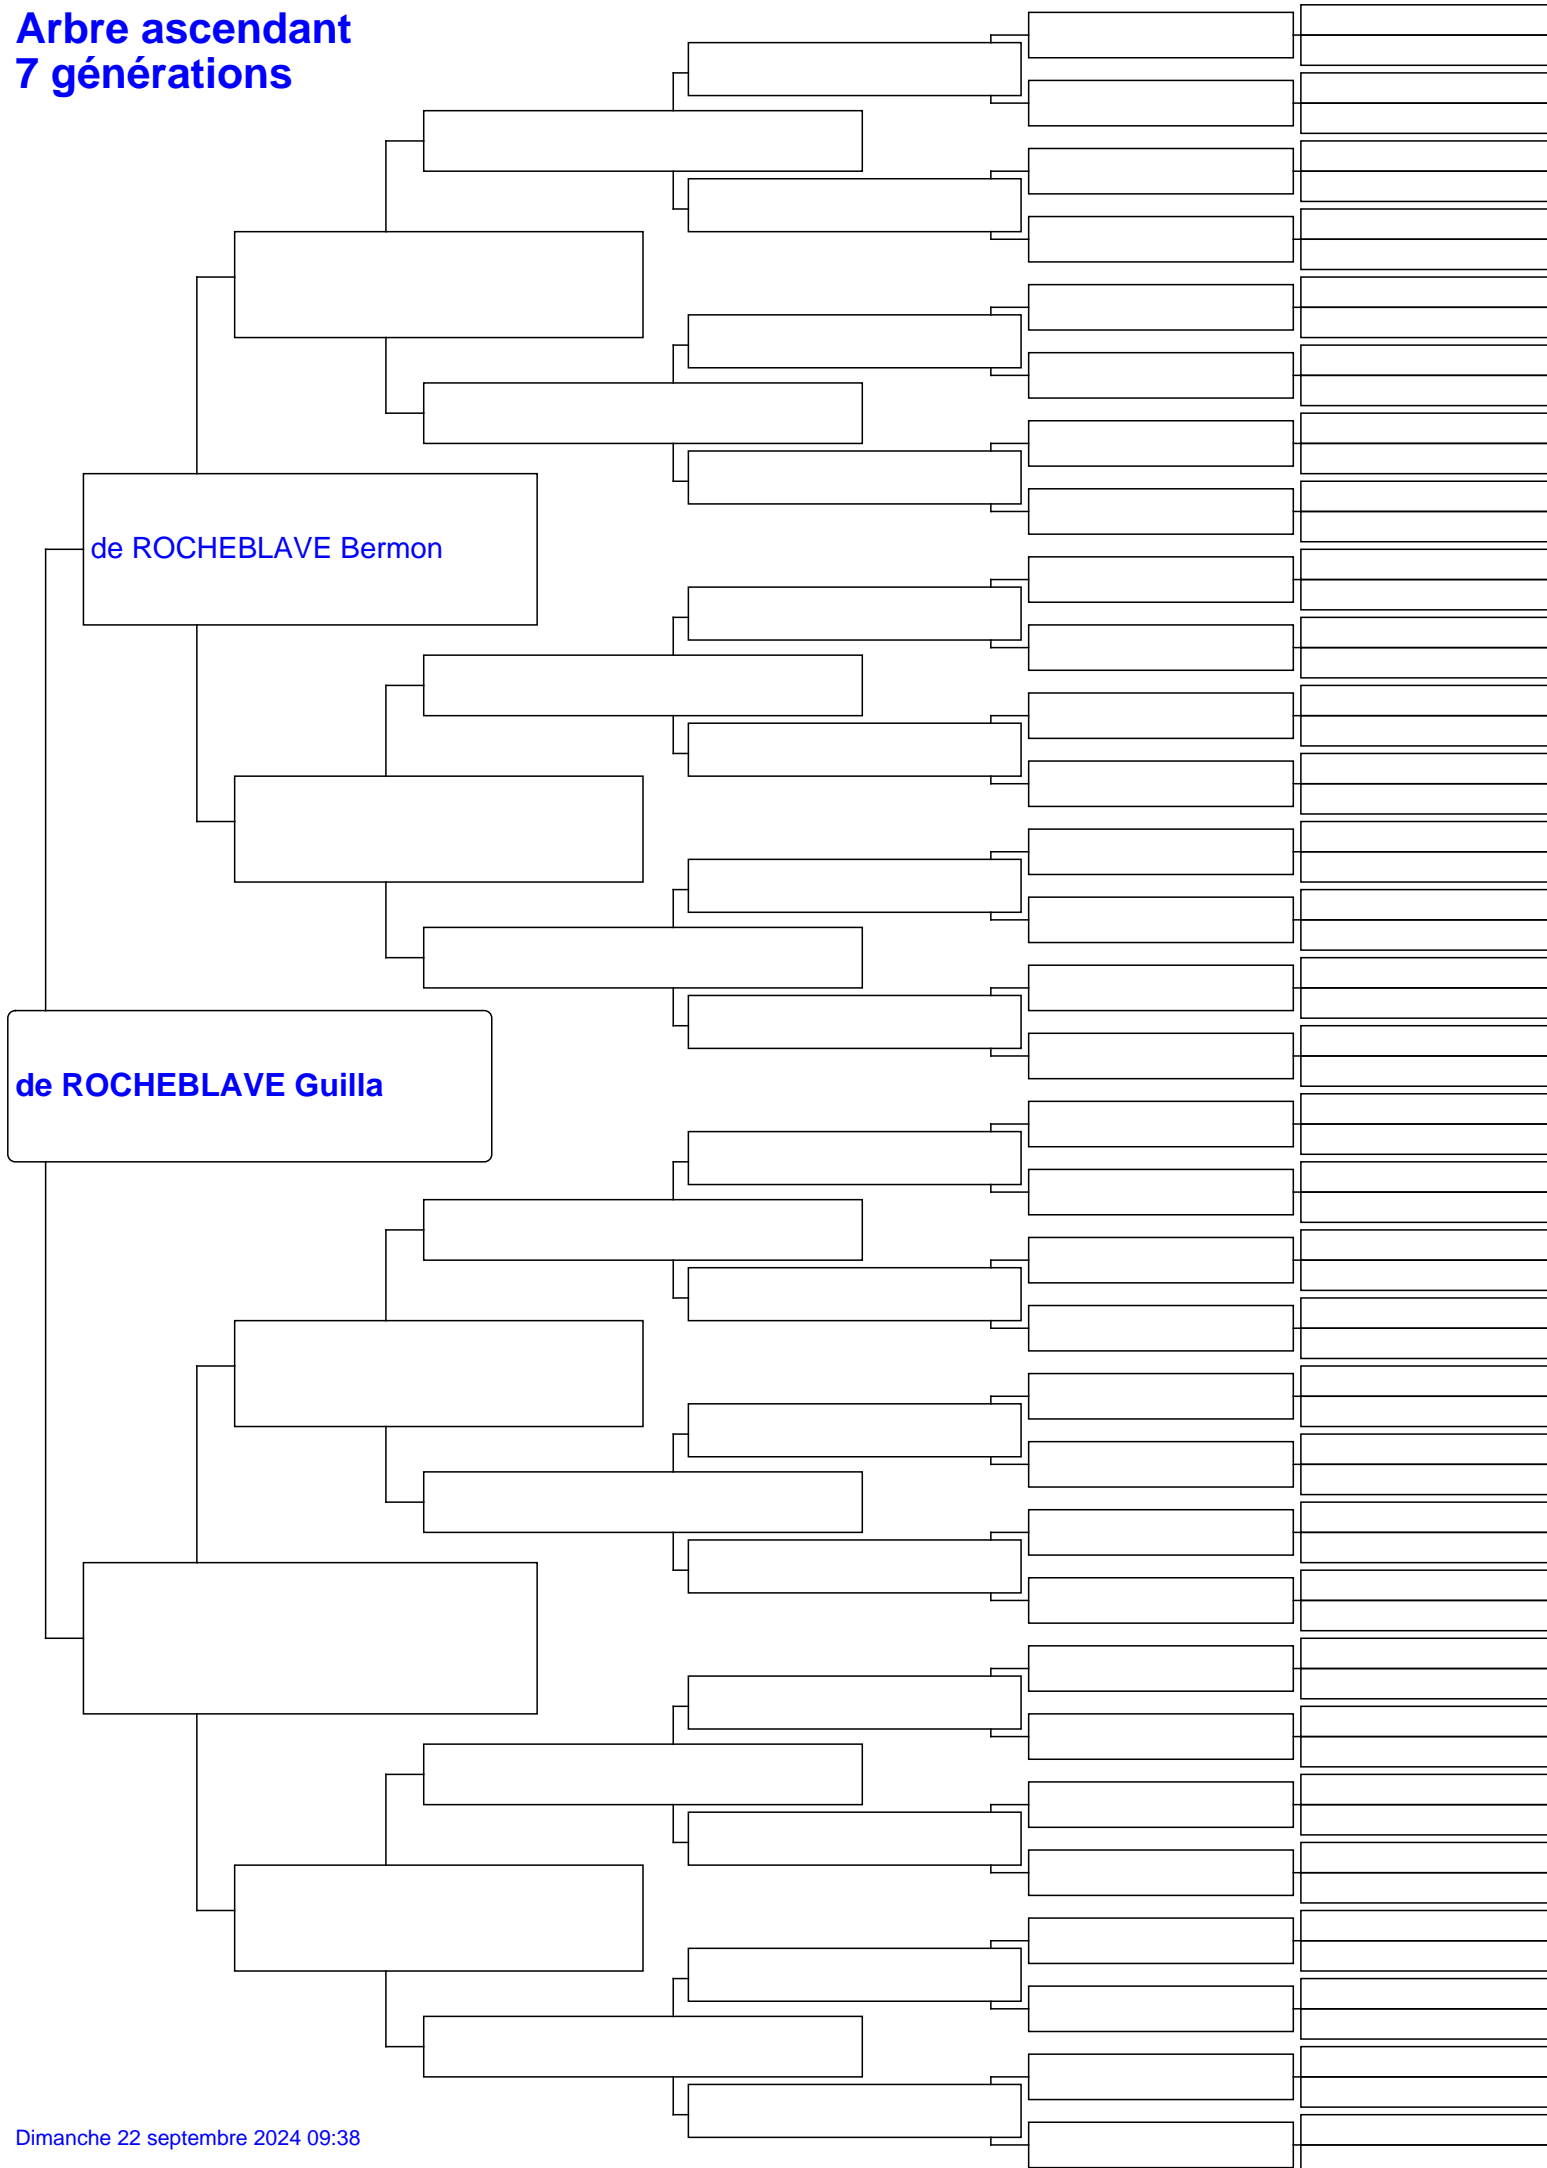 Arbre ascendant
7 générations
de ROCHEBLAVE Bermon
de ROCHEBLAVE Guilla
Dimanche 22 septembre 2024 09:38